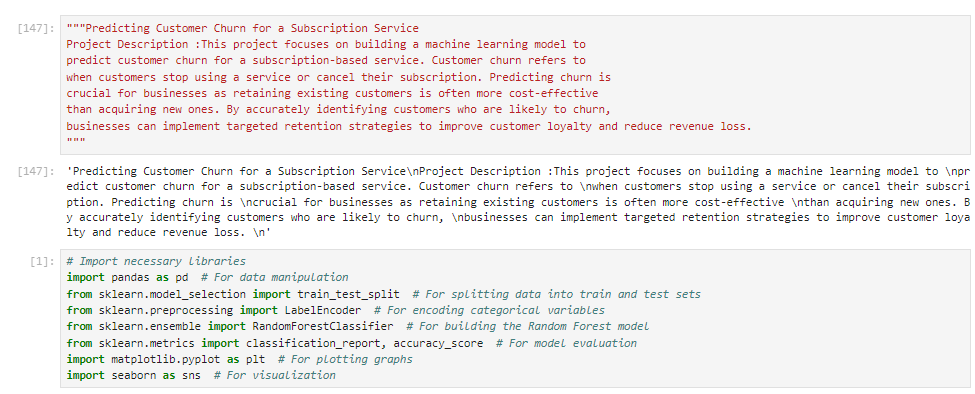 [147]: """Predicting Customer Churn for a Subscription Service
Project Description :This project focuses on building a machine learning model to
predict customer churn for a subscription-based service. Customer churn refers to
when customers stop using a service or cancel their subscription. Predicting churn is
crucial for businesses as retaining existing customers is often more cost-effective
than acquiring new ones. By accurately identifying customers who are likely to churn,
businesses can implement targeted retention strategies to improve customer loyalty and reduce revenue loss.
"""
[147]: 'Predicting Customer Churn for a Subscription Service\nProject Description :This project focuses on building a machine learning model to \npr
edict customer churn for a subscription-based service. Customer churn refers to \nwhen customers stop using a service or cancel their subscri
ption. Predicting churn is \ncrucial for businesses as retaining existing customers is often more cost-effective \nthan acquiring new ones. B
y accurately identifying customers who are likely to churn, \nbusinesses can implement targeted retention strategies to improve customer loya
lty and reduce revenue loss. \n'
[1]: # Import necessary libraries
import pandas as pd  # For data manipulation
from sklearn.model_selection import train_test_split  # For splitting data into train and test sets
from sklearn.preprocessing import LabelEncoder  # For encoding categorical variables
from sklearn.ensemble import RandomForestClassifier  # For building the Random Forest model
from sklearn.metrics import classification_report, accuracy_score  # For model evaluation
import matplotlib.pyplot as plt  # For plotting graphs
import seaborn as sns  # For visualization